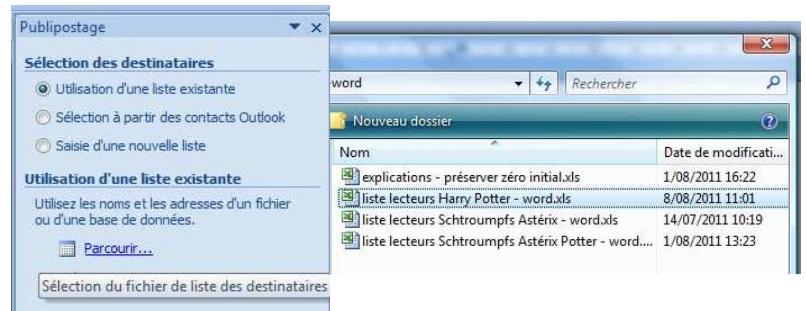 Publipostage
Sélection des destinataires
Utilisation d'une liste existante
Sélection à partir des contacts Outlook
Saisie d'une nouvelle liste
Utilisation d'une liste existante
Utilisez les noms et les adresses d'un fichier
ou d'une base de données.
Parcourir...
Sélection du fichier de liste des destinataires
word
Rechercher
Nouveau dossier
Nom Date de modificati...
explications - préserver zéro initial.xls 1/08/2011 16:22
liste lecteurs Harry Potter - word.xls 8/08/2011 11:01
liste lecteurs Schtroumpfs Astérix - word.xls 14/07/2011 10:19
liste lecteurs Schtroumpfs Astérix Potter - word.... 1/08/2011 13:23